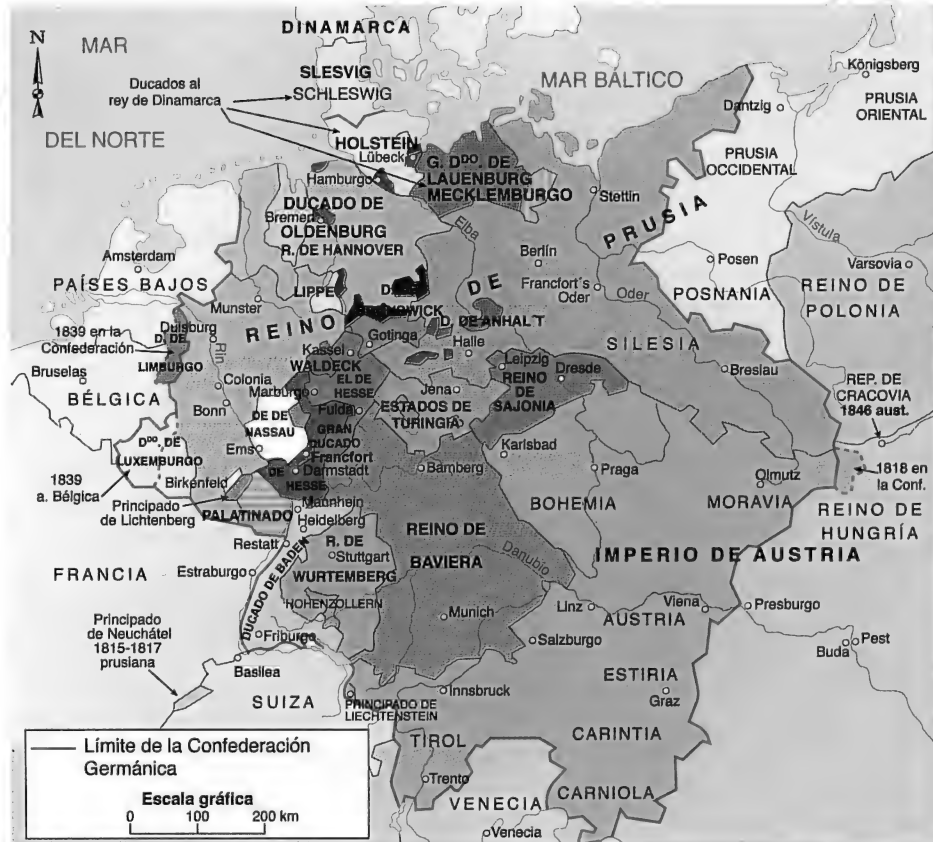 DINAMARCA
N
MAR
SLESVIG
SCHLESWIG
Ducados al
rey de Dinamarca
MAR BÁLTICO
Königsberg
Dantzig
PRUSIA
ORIENTAL
DEL NORTE
HOLSTEIN
Lübeck
G. Dᴰᴼ. DE
LAUENBURG
MECKLEMBURGO
PRUSIA
OCCIDENTAL
Hamburgo
Stettin
DUCADO DE
Bremen
OLDENBURG
R. DE HANNOVER
Elba
PRUSIA
Vístula
Amsterdam
Berlín
Posen
Varsovia
PAÍSES BAJOS
LIPPE
DE
Francfort's
Oder
Oder
POSNANIA
REINO DE
POLONIA
Munster
REINO
D. DE ANHALT
1839 en la
Confederación
Duisburg
D. DE
LIMBURGO
Rin
Gotinga
Halle
SILESIA
Kassel
WALDECK
Leipzig
Dresde
Bruselas
Colonia
Marburgo
EL DE
HESSE
Jena
REINO
DE
SAJONIA
Breslau
REP. DE
CRACOVIA
1846 aust.
BÉLGICA
Bonn
DE DE
NASSAU
Fulda
ESTADOS DE
TURINGIA
Dᴰᴼ. DE
LUXEMBURGO
Ems
GRAN
DUCADO
Francfort
Karlsbad
1839
a. Bélgica
Birkenfeld
DE
HESSE
Darmstadt
Bamberg
Praga
Olmutz
1818 en
la Conf.
Principado
de Lichtenberg
PALATINADO
Mannhein
Heidelberg
BOHEMIA
MORAVIA
REINO DE
HUNGRÍA
Restatt
R. DE
Stuttgart
WURTEMBERG
REINO DE
BAVIERA
Danubio
IMPERIO DE AUSTRIA
FRANCIA
Estraburgo
DUCADO DE BADEN
HOHENZOLLERN
Munich
Linz
Viena
Presburgo
AUSTRIA
Principado
de Neuchátel
1815-1817
prusiana
Friburgo
Salzburgo
Buda
Pest
Basilea
SUIZA
Innsbruck
ESTIRIA
Graz
PRINCIPADO DE
LIECHTENSTEIN
TIROL
CARINTIA
Límite de la Confederación
Germánica
Trento
VENECIA
CARNIOLA
Escala gráfica
0 100 200 km
Venecia